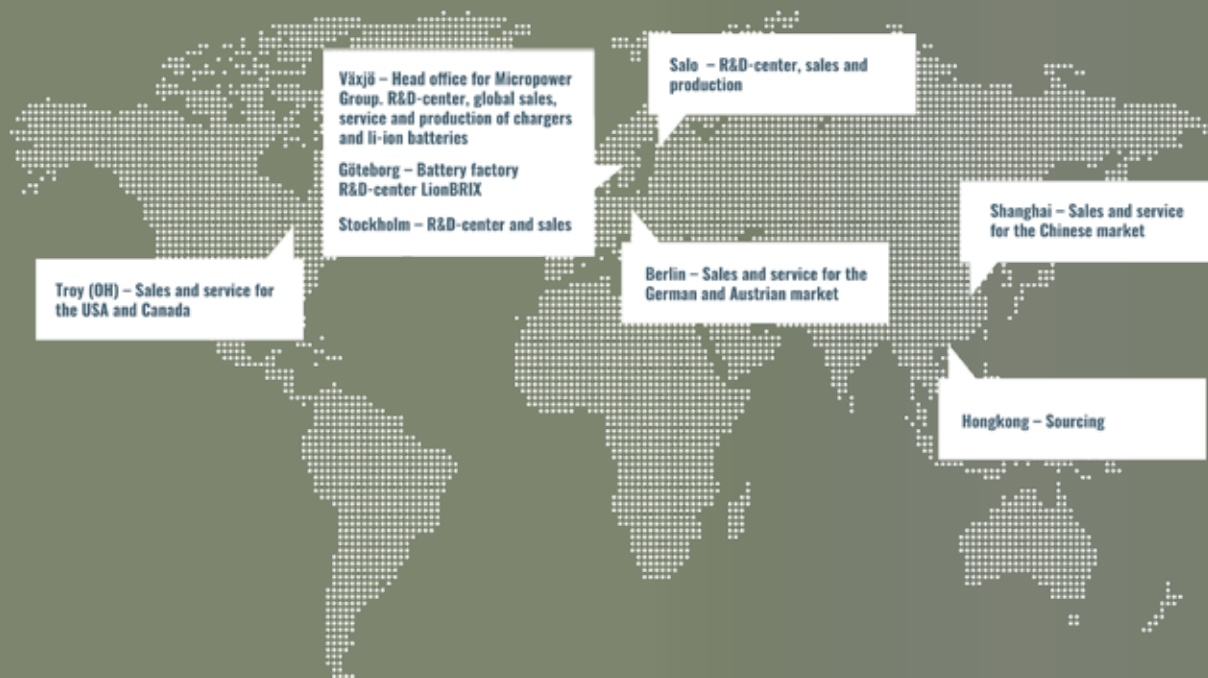 Växjö – Head office for Micropower
Group. R&D-center, global sales,
service and production of chargers
and li-ion batteries
Göteborg – Battery factory
R&D-center LionBRIX
Stockholm – R&D-center and sales
Salo – R&D-center, sales and
production
Shanghai – Sales and service
for the Chinese market
Troy (OH) – Sales and service for
the USA and Canada
Berlin – Sales and service for the
German and Austrian market
Hongkong – Sourcing